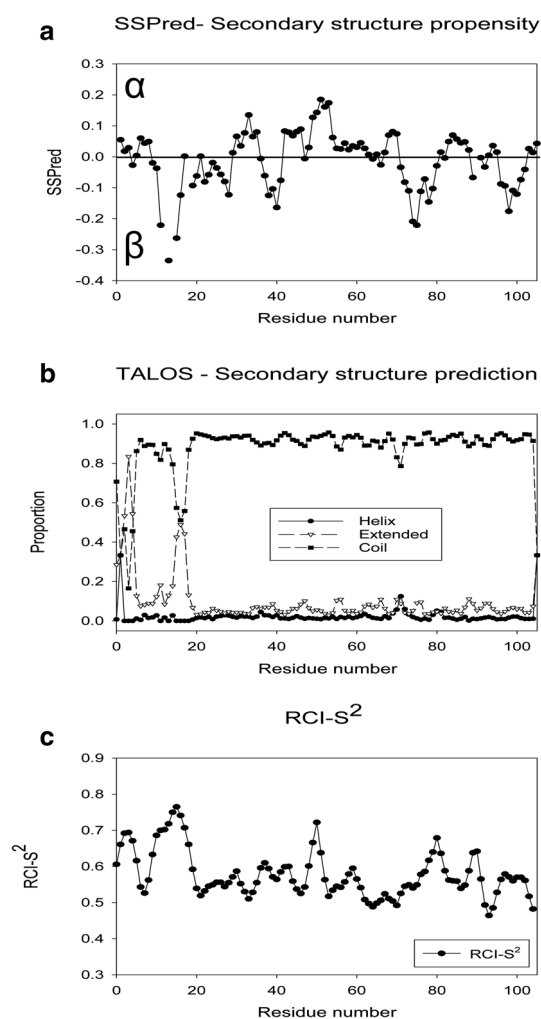 a
SSPred- Secondary structure propensity
0.3
0.2
0.1
0.0
-0.1
-0.2
-0.3
-0.4
α
β
SSPred
0 20 40 60 80 100
Residue number
b
TALOS - Secondary structure prediction
1.0
0.8
0.6
0.4
0.2
0.0
Proportion
Helix
Extended
Coil
0 20 40 60 80 100
Residue number
RCI-S²
c
0.9
0.8
0.7
0.6
0.5
0.4
0.3
RCI-S²
RCI-S²
0 20 40 60 80 100
Residue number